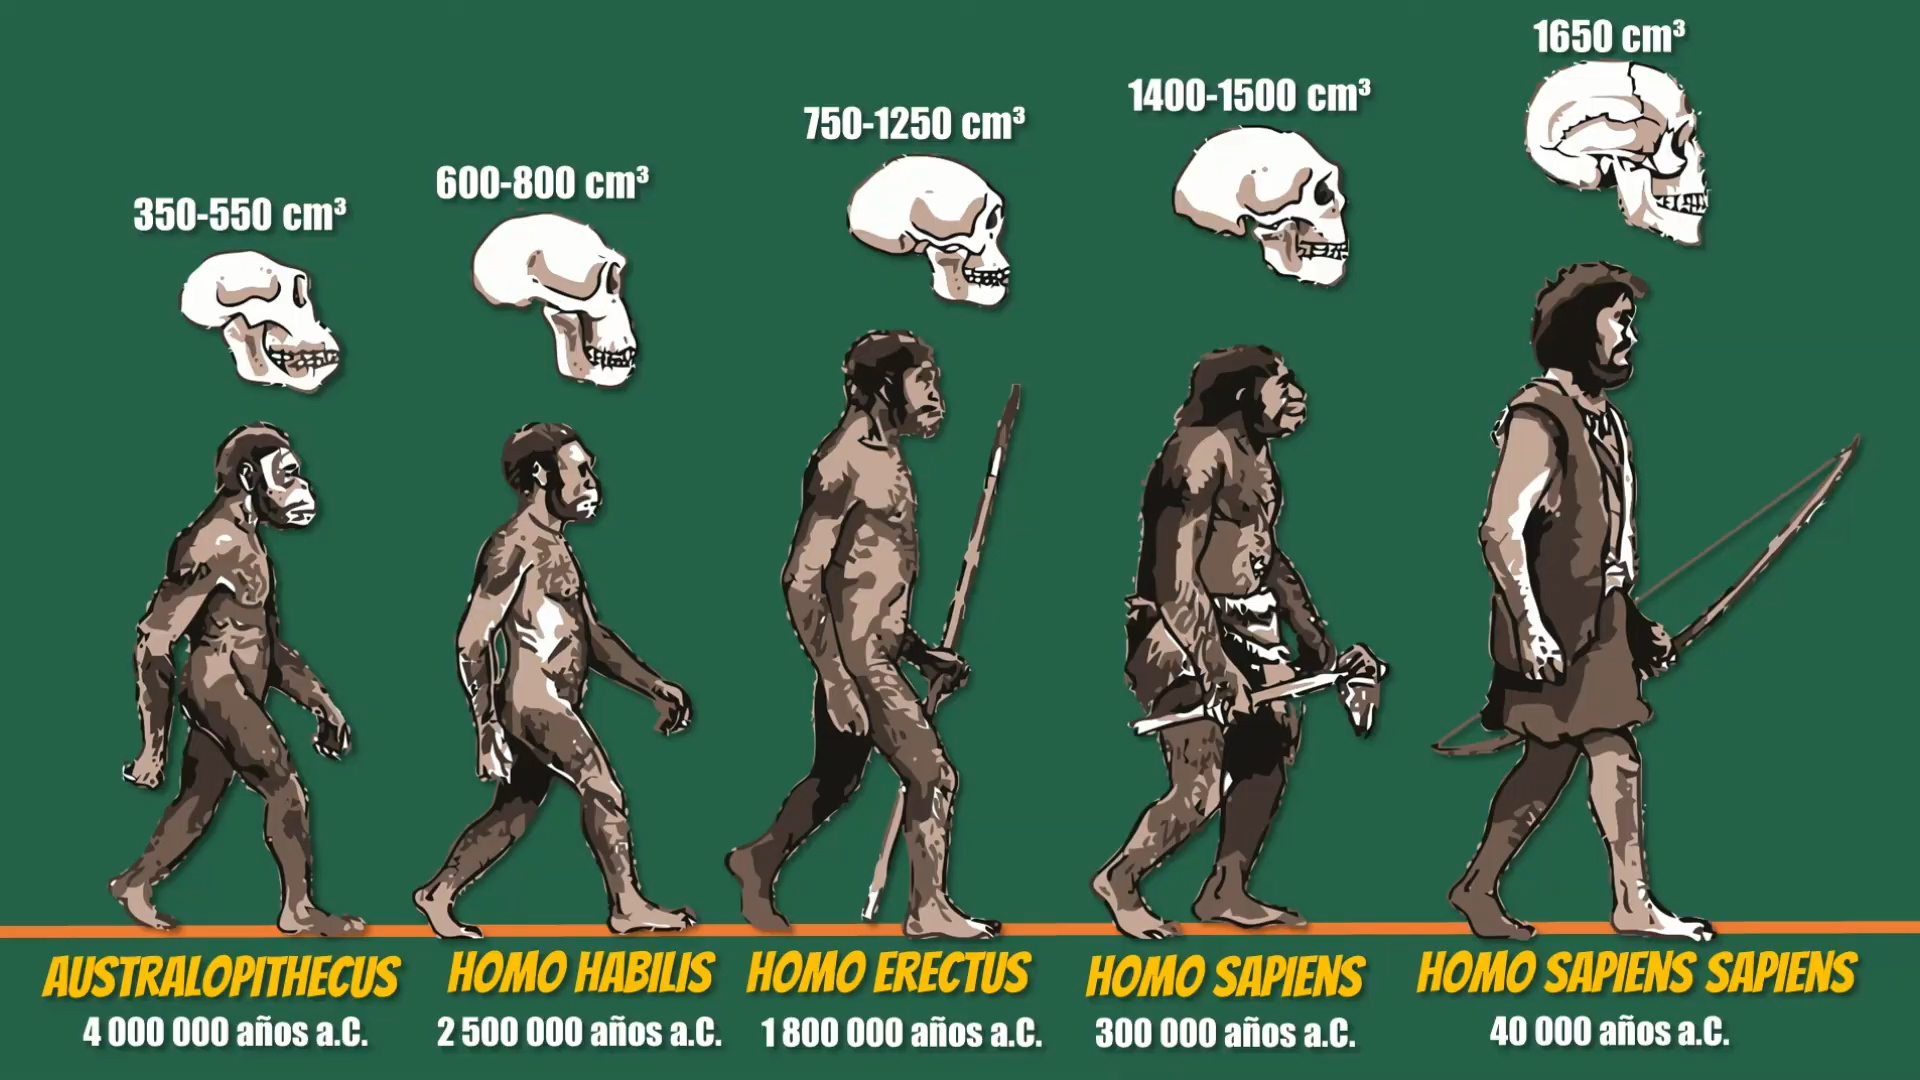 350-550 cm³
600-800 cm³
750-1250 cm³
1400-1500 cm³
1650 cm³
AUSTRALOPITHECUS
4 000 000 años a.C.
HOMO HABILIS
2 500 000 años a.C.
HOMO ERECTUS
1 800 000 años a.C.
HOMO SAPIENS
300 000 años a.C.
HOMO SAPIENS SAPIENS
40 000 años a.C.